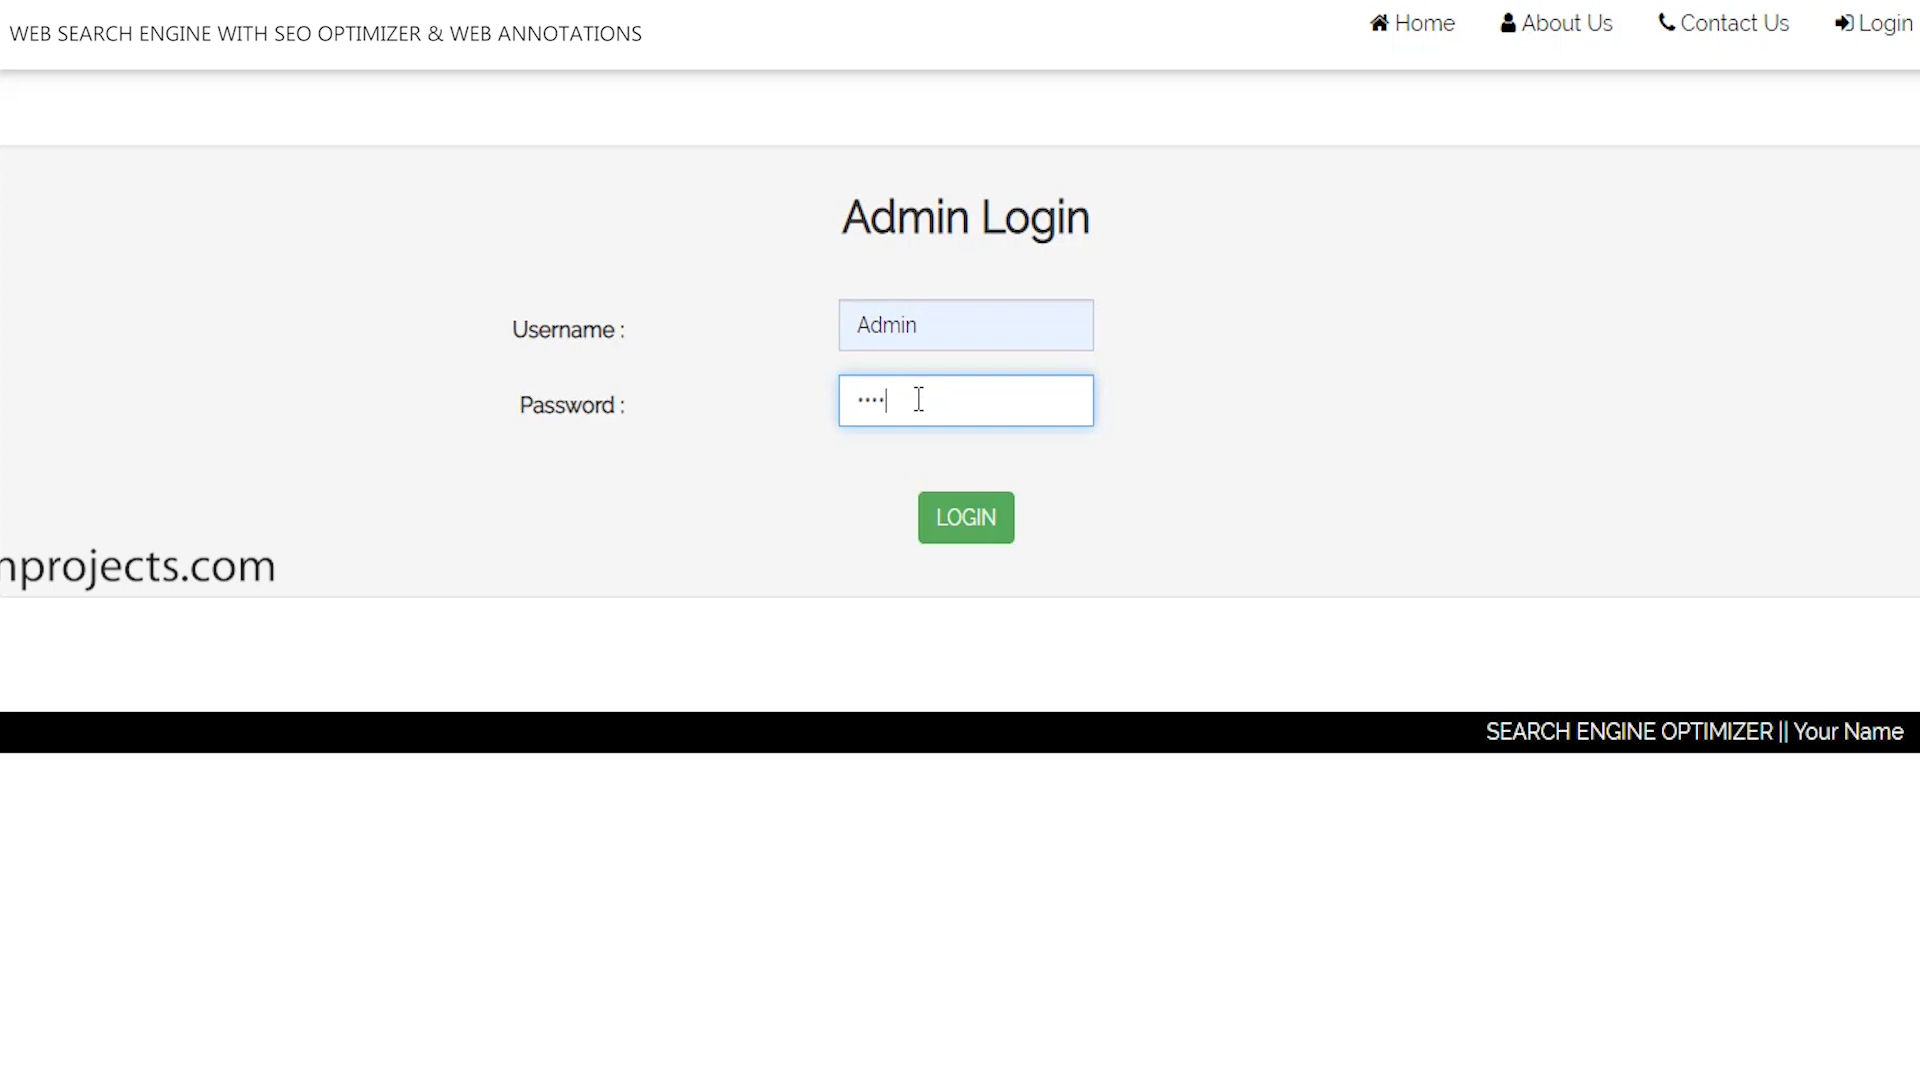 WEB SEARCH ENGINE WITH SEO OPTIMIZER & WEB ANNOTATIONS
Home About Us Contact Us Login
Admin Login
Username : Admin
Password : ····
LOGIN
nprojects.com
SEARCH ENGINE OPTIMIZER || Your Name